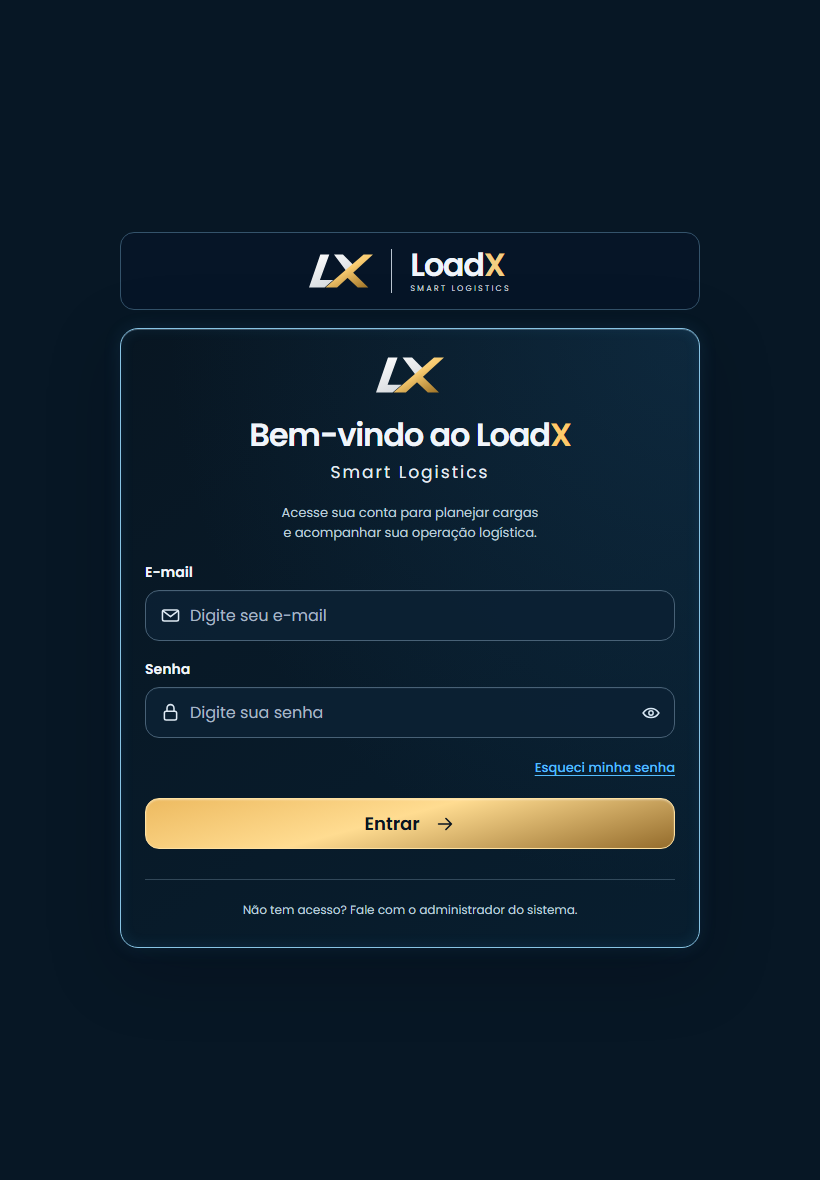 LX
LoadX
SMART LOGISTICS
LX
Bem-vindo ao LoadX
Smart Logistics
Acesse sua conta para planejar cargas
e acompanhar sua operação logística.
E-mail
Digite seu e-mail
Senha
Digite sua senha
Esqueci minha senha
Entrar
Não tem acesso? Fale com o administrador do sistema.